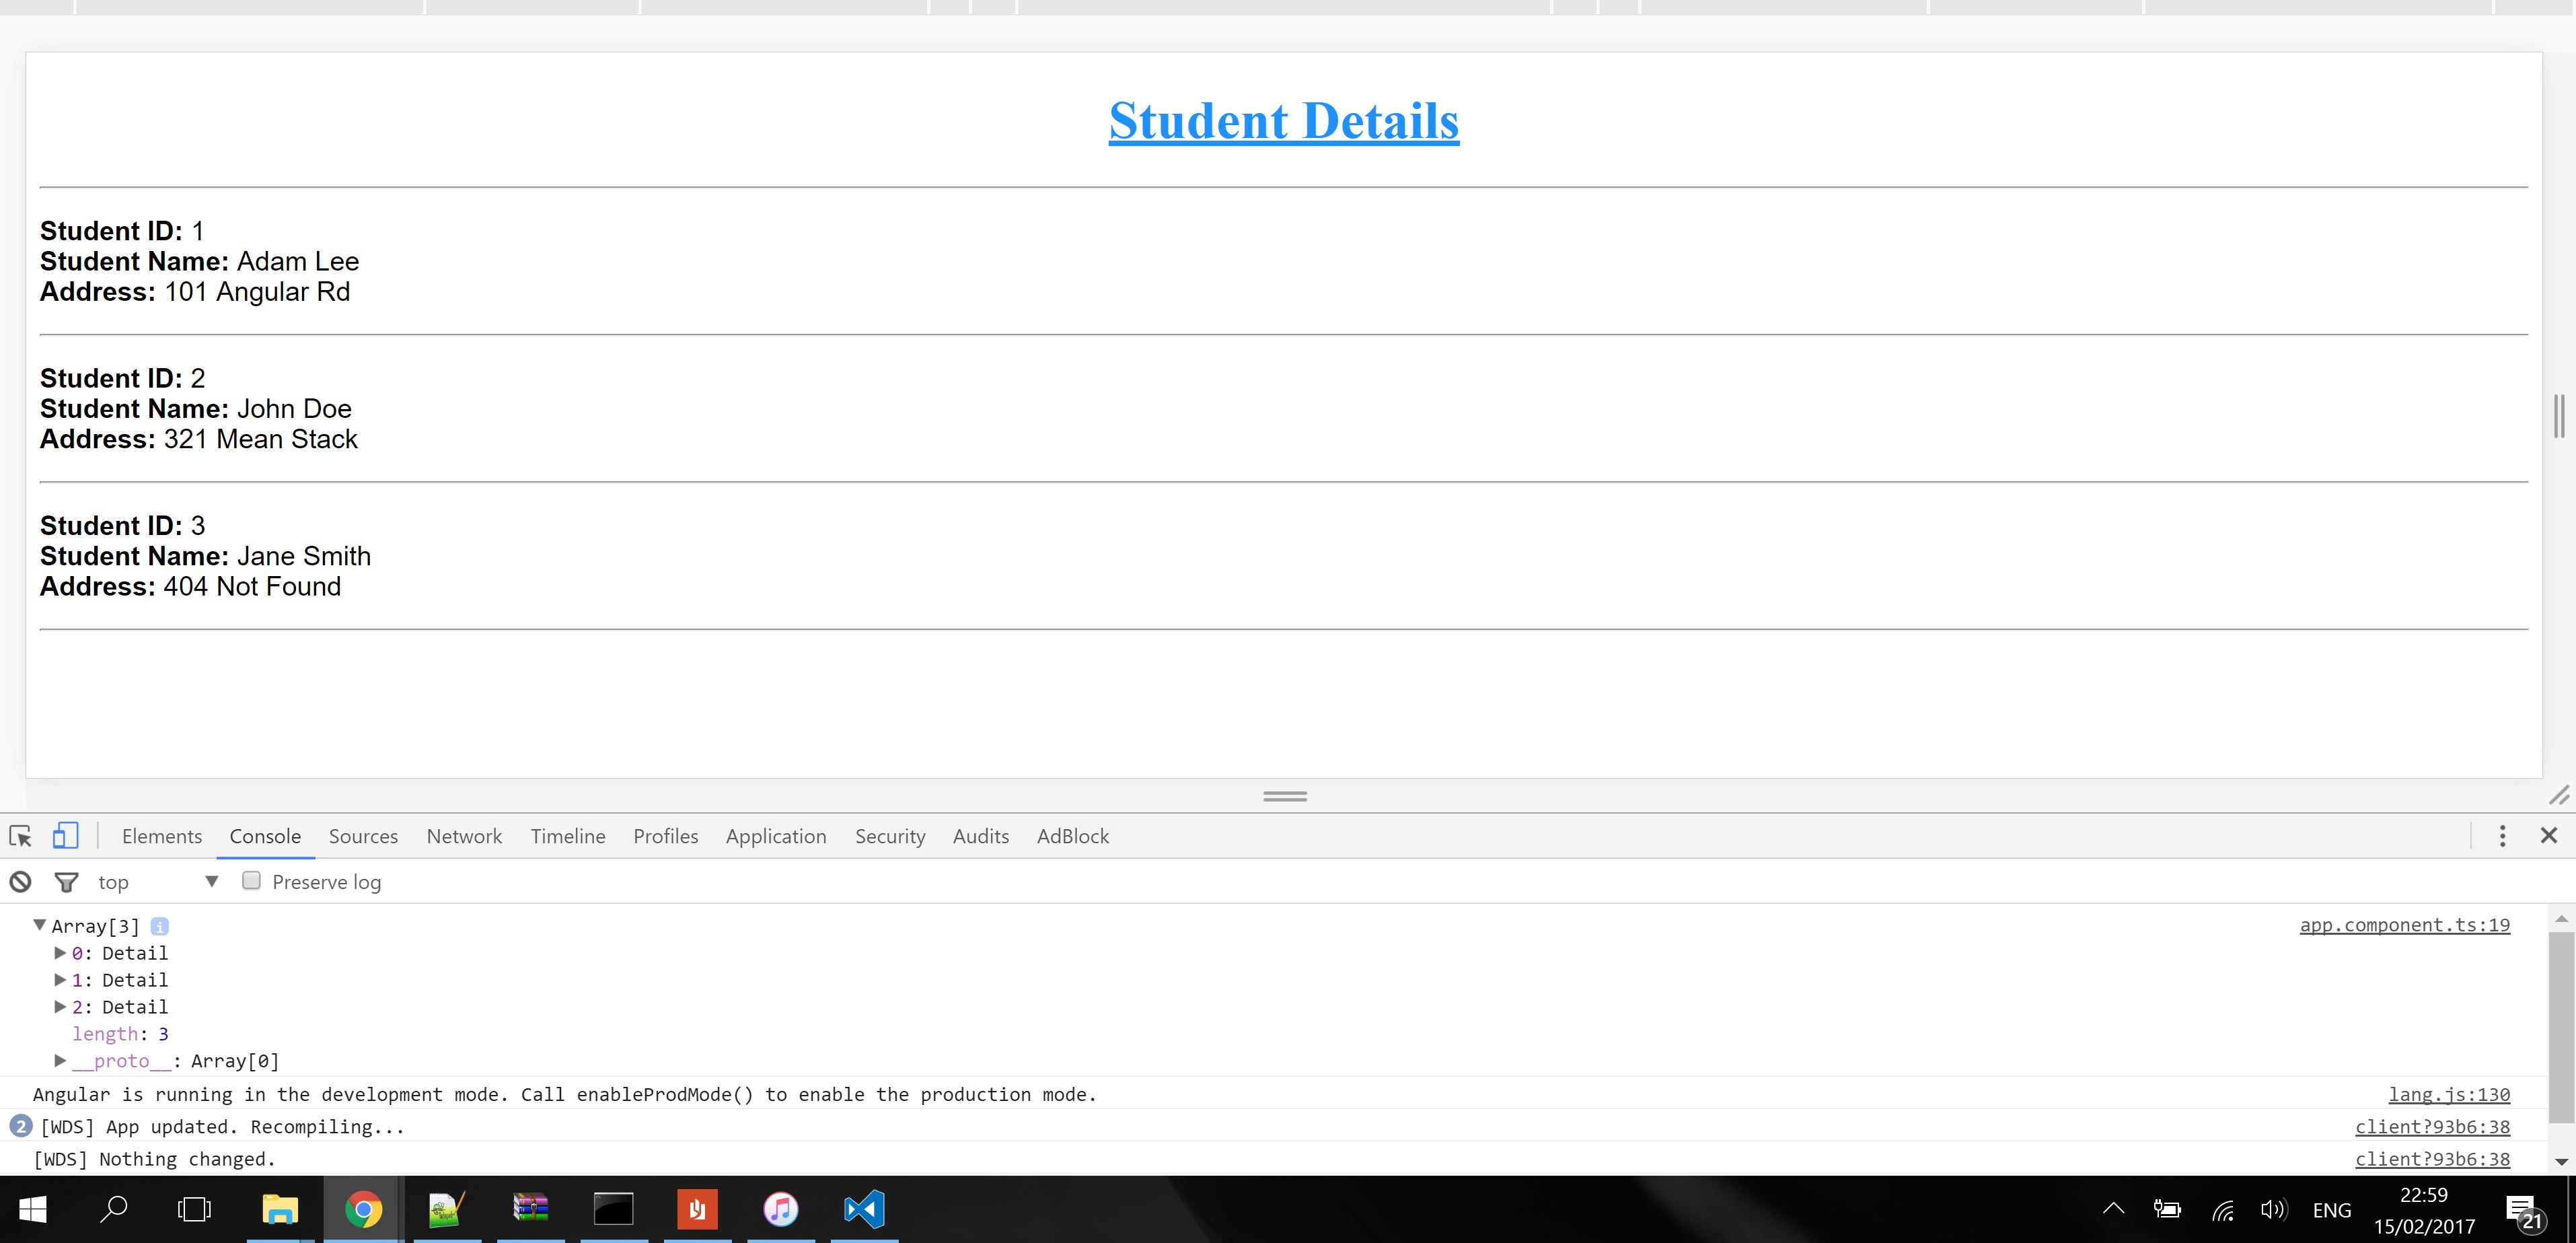 Student Details
Student ID: 1
Student Name: Adam Lee
Address: 101 Angular Rd
Student ID: 2
Student Name: John Doe
Address: 321 Mean Stack
Student ID: 3
Student Name: Jane Smith
Address: 404 Not Found
Elements Console Sources Network Timeline Profiles Application Security Audits AdBlock
top Preserve log
Array[3] i app.component.ts:19
0: Detail
1: Detail
2: Detail
length: 3
__proto__: Array[0]
Angular is running in the development mode. Call enableProdMode() to enable the production mode. lang.js:130
2 [WDS] App updated. Recompiling... client?93b6:38
[WDS] Nothing changed. client?93b6:38
ENG 22:59
15/02/2017 21